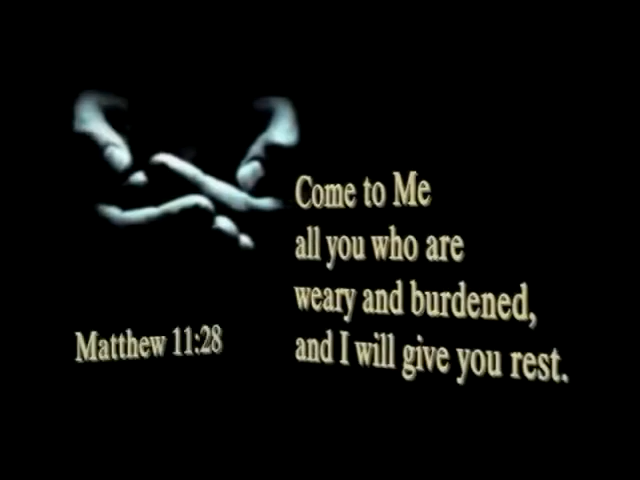 Come to Me
all you who are
weary and burdened,
and I will give you rest.
Matthew 11:28